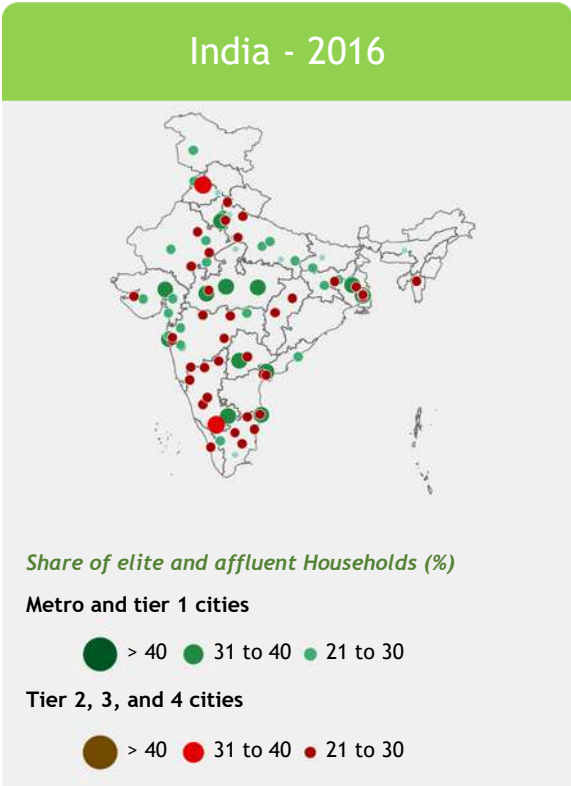 India - 2016
Share of elite and affluent Households (%)
Metro and tier 1 cities
> 40 31 to 40 21 to 30
Tier 2, 3, and 4 cities
> 40 31 to 40 21 to 30